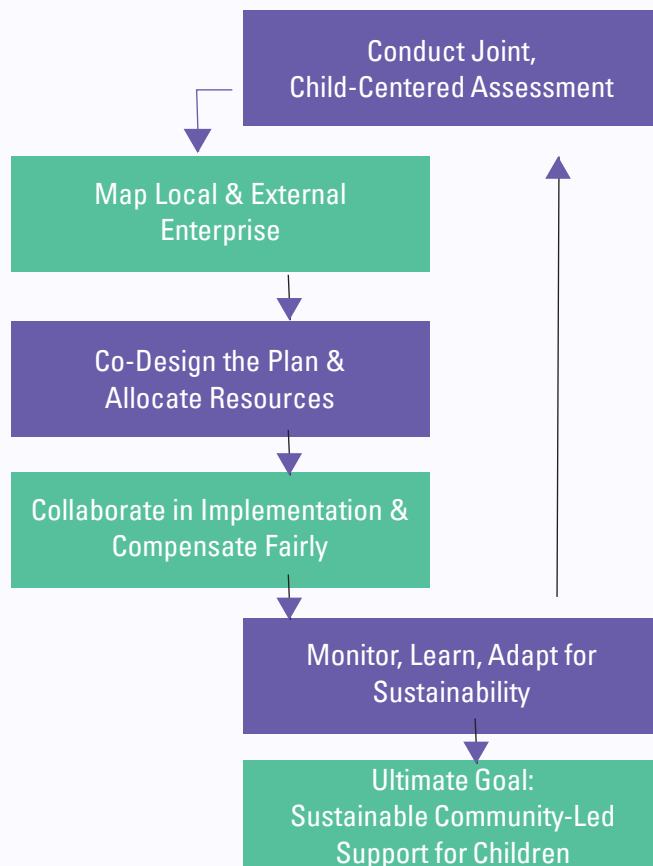 Conduct Joint,
Child-Centered Assessment
Map Local & External
Enterprise
Co-Design the Plan &
Allocate Resources
Collaborate in Implementation &
Compensate Fairly
Monitor, Learn, Adapt for
Sustainability
Ultimate Goal:
Sustainable Community-Led
Support for Children